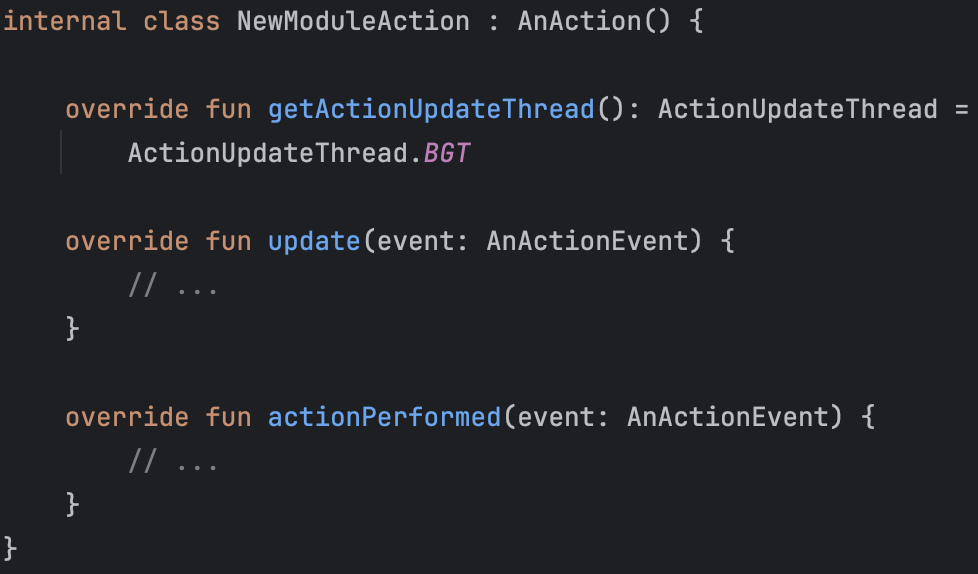 internal class NewModuleAction : AnAction() {
    override fun getActionUpdateThread(): ActionUpdateThread =
        ActionUpdateThread.BGT
    override fun update(event: AnActionEvent) {
        // ...
    }
    override fun actionPerformed(event: AnActionEvent) {
        // ...
    }
}